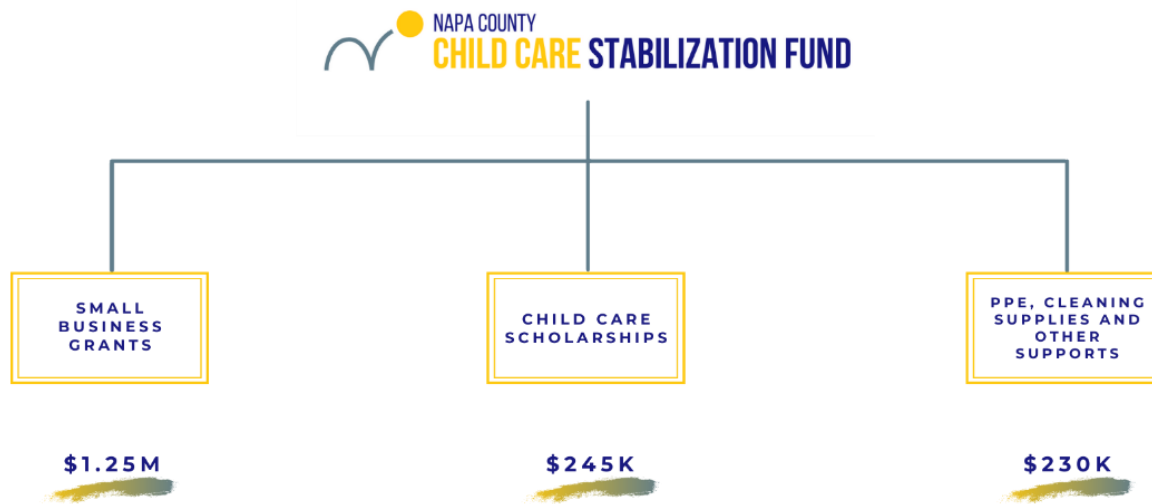 NAPA COUNTY
CHILD CARE STABILIZATION FUND
SMALL
BUSINESS
GRANTS
CHILD CARE
SCHOLARSHIPS
PPE, CLEANING
SUPPLIES AND
OTHER
SUPPORTS
$1.25M
$245K
$230K